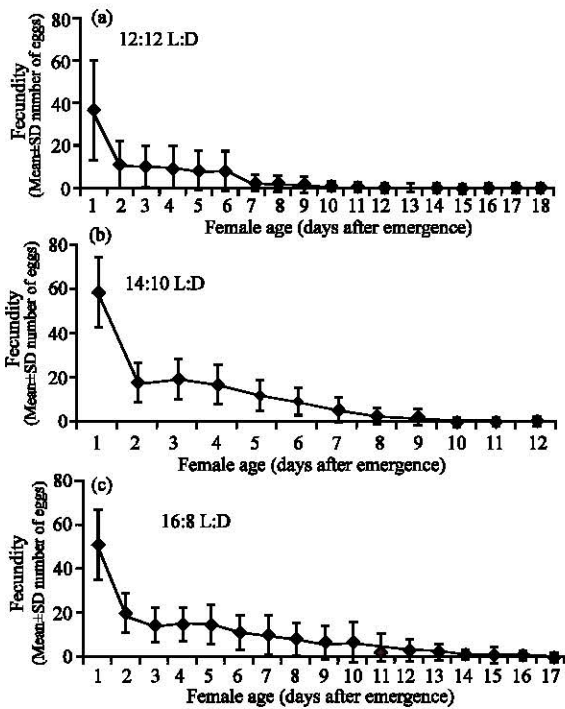 (a)
12:12 L:D
Fecundity
(Mean±SD number of eggs)
80
60
40
20
0
1 2 3 4 5 6 7 8 9 10 11 12 13 14 15 16 17 18
Female age (days after emergence)
(b)
14:10 L:D
Fecundity
(Mean±SD number of eggs)
80
60
40
20
0
1 2 3 4 5 6 7 8 9 10 11 12
Female age (days after emergence)
(c)
16:8 L:D
Fecundity
(Mean±SD number of eggs)
80
60
40
20
0
1 2 3 4 5 6 7 8 9 10 11 12 13 14 15 16 17
Female age (days after emergence)